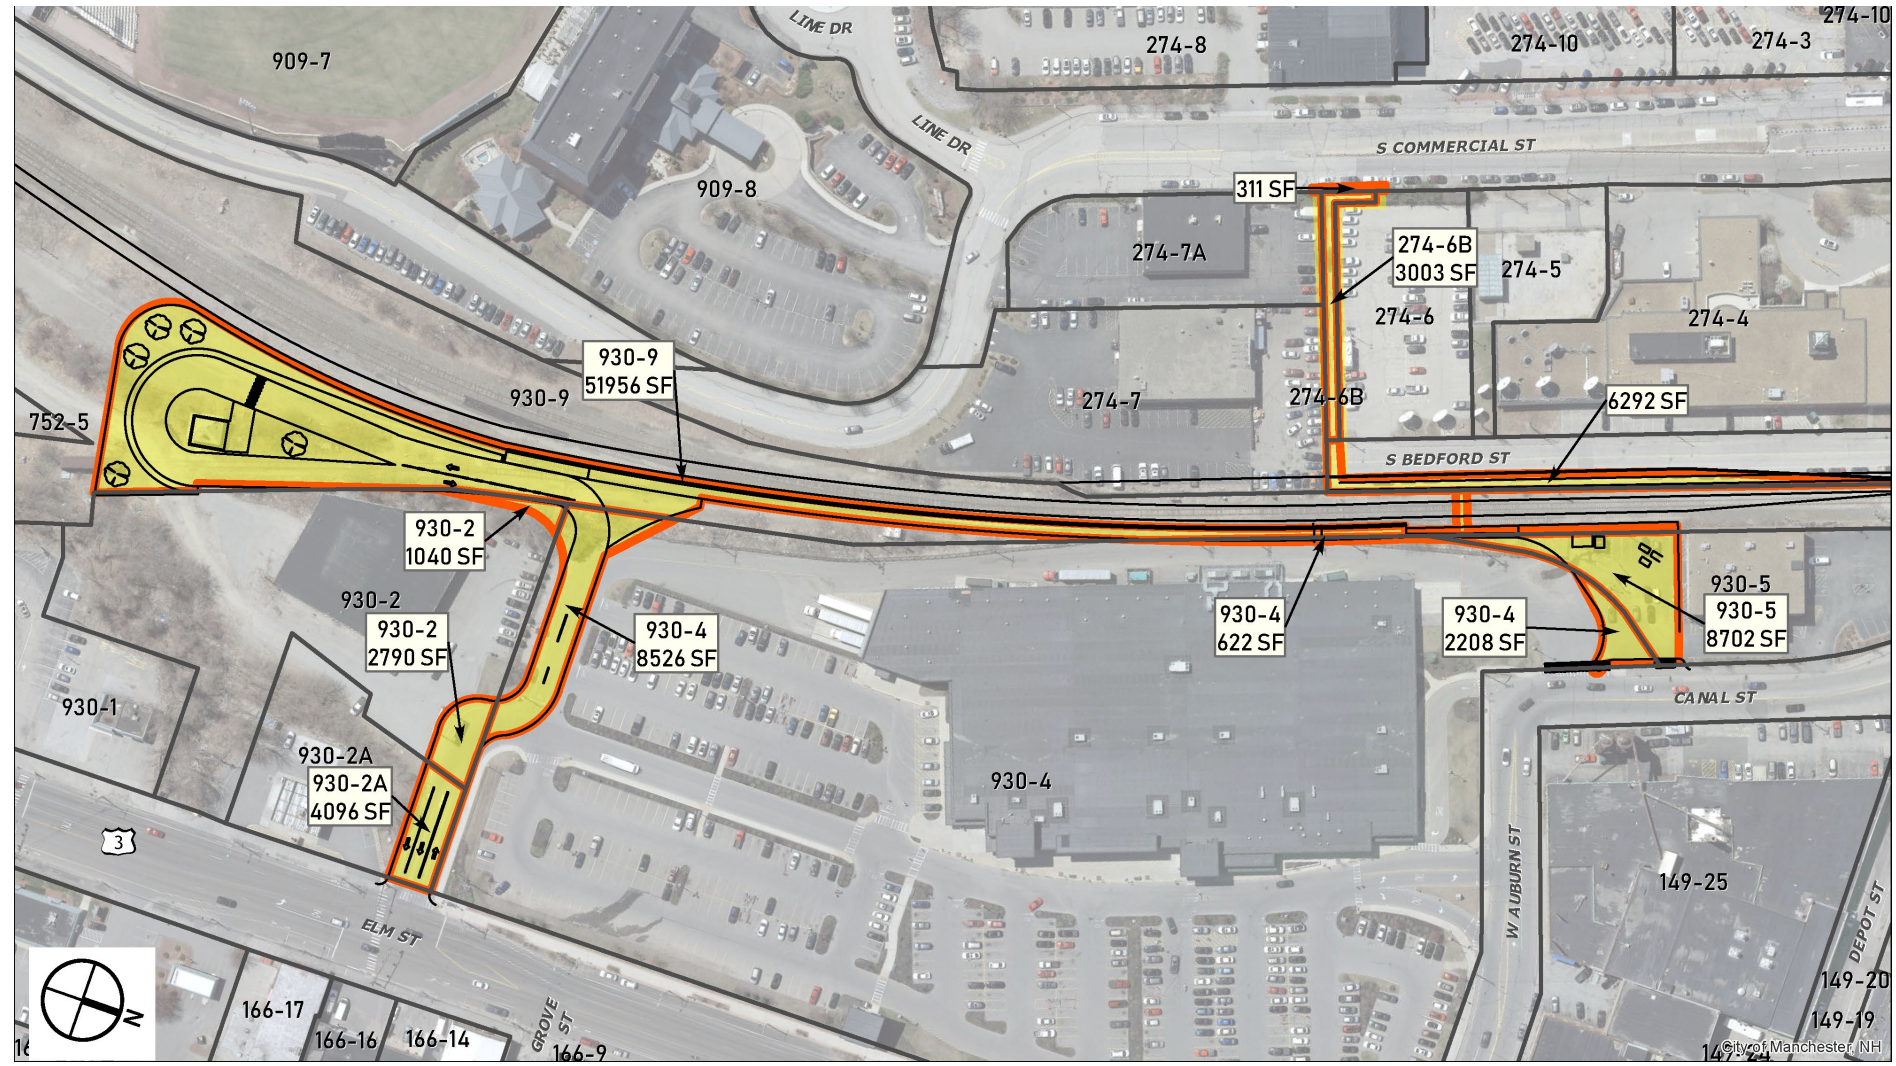 274-10
LINE DR
274-8
274-10
274-3
909-7
LINE DR
S COMMERCIAL ST
909-8
311 SF
274-7A
274-6B
3003 SF
274-5
274-6
274-4
930-9
51956 SF
930-9
274-7
274-6B
6292 SF
752-5
S BEDFORD ST
930-2
1040 SF
930-2
930-2
2790 SF
930-4
8526 SF
930-4
622 SF
930-4
2208 SF
930-5
930-5
8702 SF
CANAL ST
930-1
930-2A
930-2A
4096 SF
930-4
3
W AUBURN ST
149-25
DEPOT ST
ELM ST
N
166-17
166-16
166-14
GROVE
ST
166-9
149-20
149-19
149-24
City of Manchester, NH